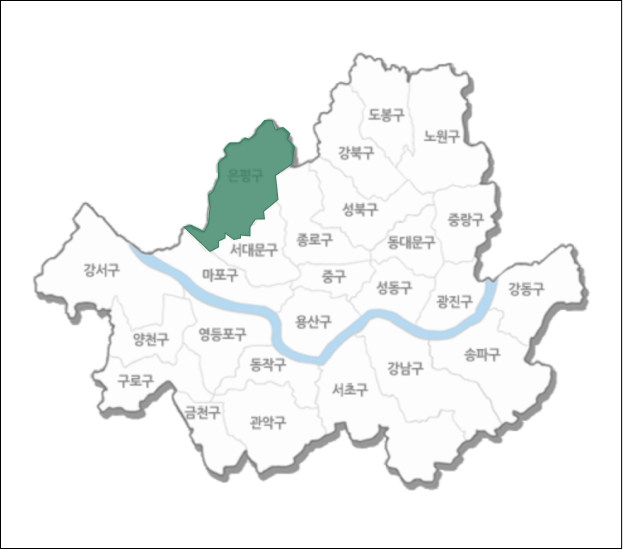 도봉구
노원구
강북구
은평구
성북구
중랑구
종로구
동대문구
서대문구
강서구
마포구
중구
성동구
강동구
광진구
용산구
영등포구
양천구
송파구
동작구
강남구
구로구
서초구
금천구
관악구